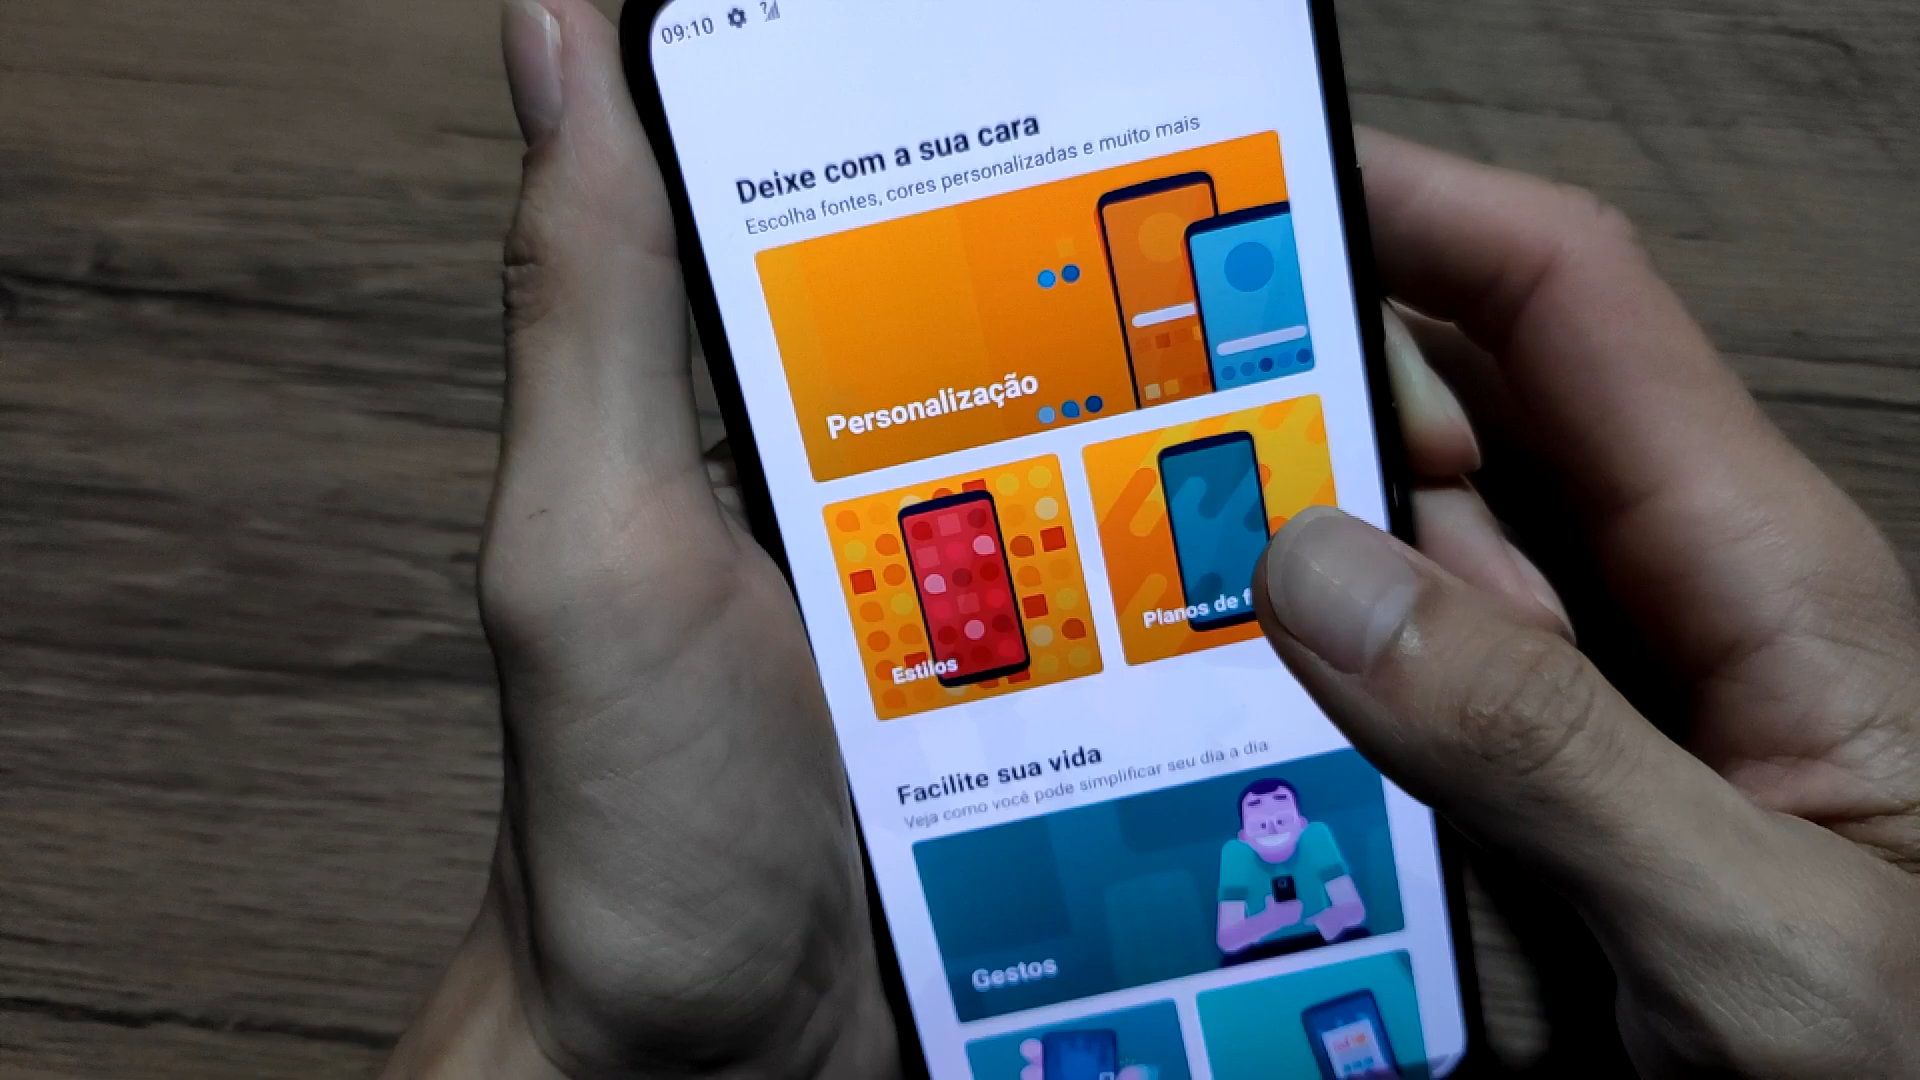 09:10
Deixe com a sua cara
Escolha fontes, cores personalizadas e muito mais
Personalização
Estilos
Planos de f
Facilite sua vida
Veja como você pode simplificar seu dia a dia
Gestos